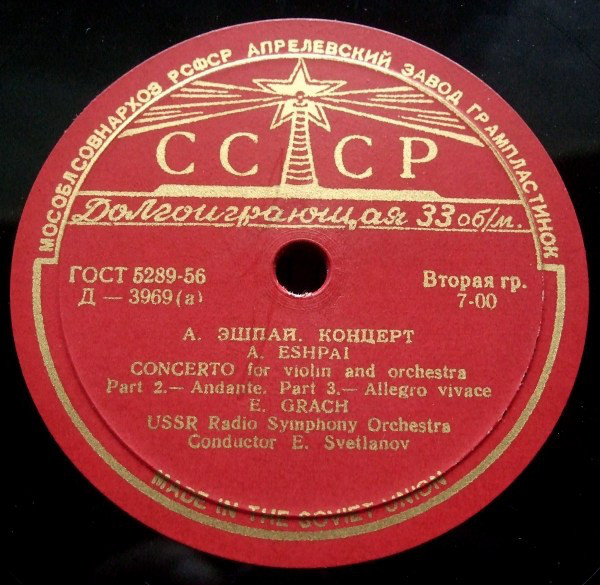 МОСОБЛСОВНАРХОЗ РСФСР АПРЕЛЕВСКИЙ ЗАВОД ГРАМПЛАСТИНОК
СССР
Долгоиграющая 33 об/м.
ГОСТ 5289-56
Д — 3969 (а)
Вторая гр.
7-00
А. ЭШПАЙ. КОНЦЕРТ
A. ESHPAI
CONCERTO for violin and orchestra
Part 2.— Andante. Part 3.— Allegro vivace
E. GRACH
USSR Radio Symphony Orchestra
Conductor E. Svetlanov
MADE IN THE SOVIET UNION